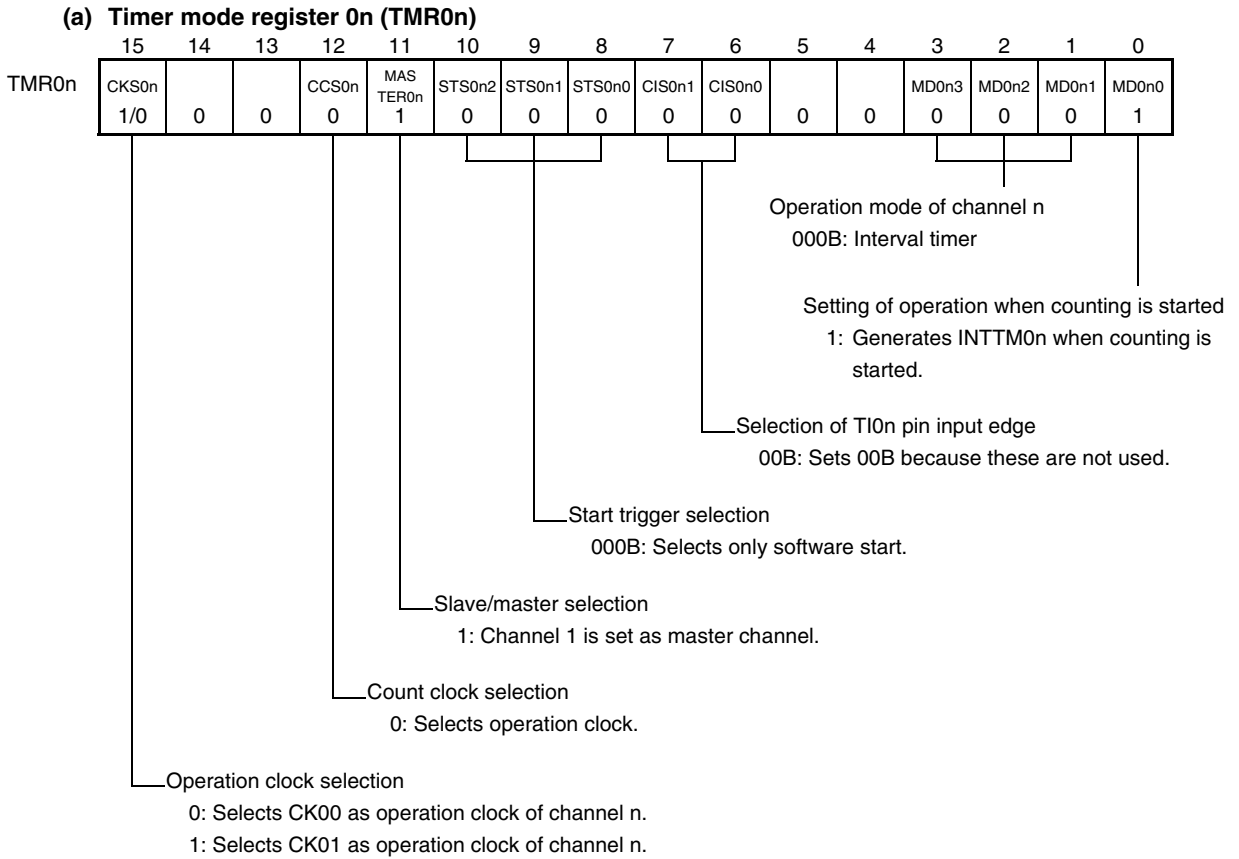 (a) Timer mode register 0n (TMR0n)
15 14 13 12 11 10 9 8 7 6 5 4 3 2 1 0
TMR0n CKS0n CCS0n MAS TER0n STS0n2 STS0n1 STS0n0 CIS0n1 CIS0n0 MD0n3 MD0n2 MD0n1 MD0n0
1/0 0 0 0 1 0 0 0 0 0 0 0 0 0 0 1
Operation mode of channel n
000B: Interval timer
Setting of operation when counting is started
1: Generates INTTM0n when counting is
started.
Selection of TI0n pin input edge
00B: Sets 00B because these are not used.
Start trigger selection
000B: Selects only software start.
Slave/master selection
1: Channel 1 is set as master channel.
Count clock selection
0: Selects operation clock.
Operation clock selection
0: Selects CK00 as operation clock of channel n.
1: Selects CK01 as operation clock of channel n.